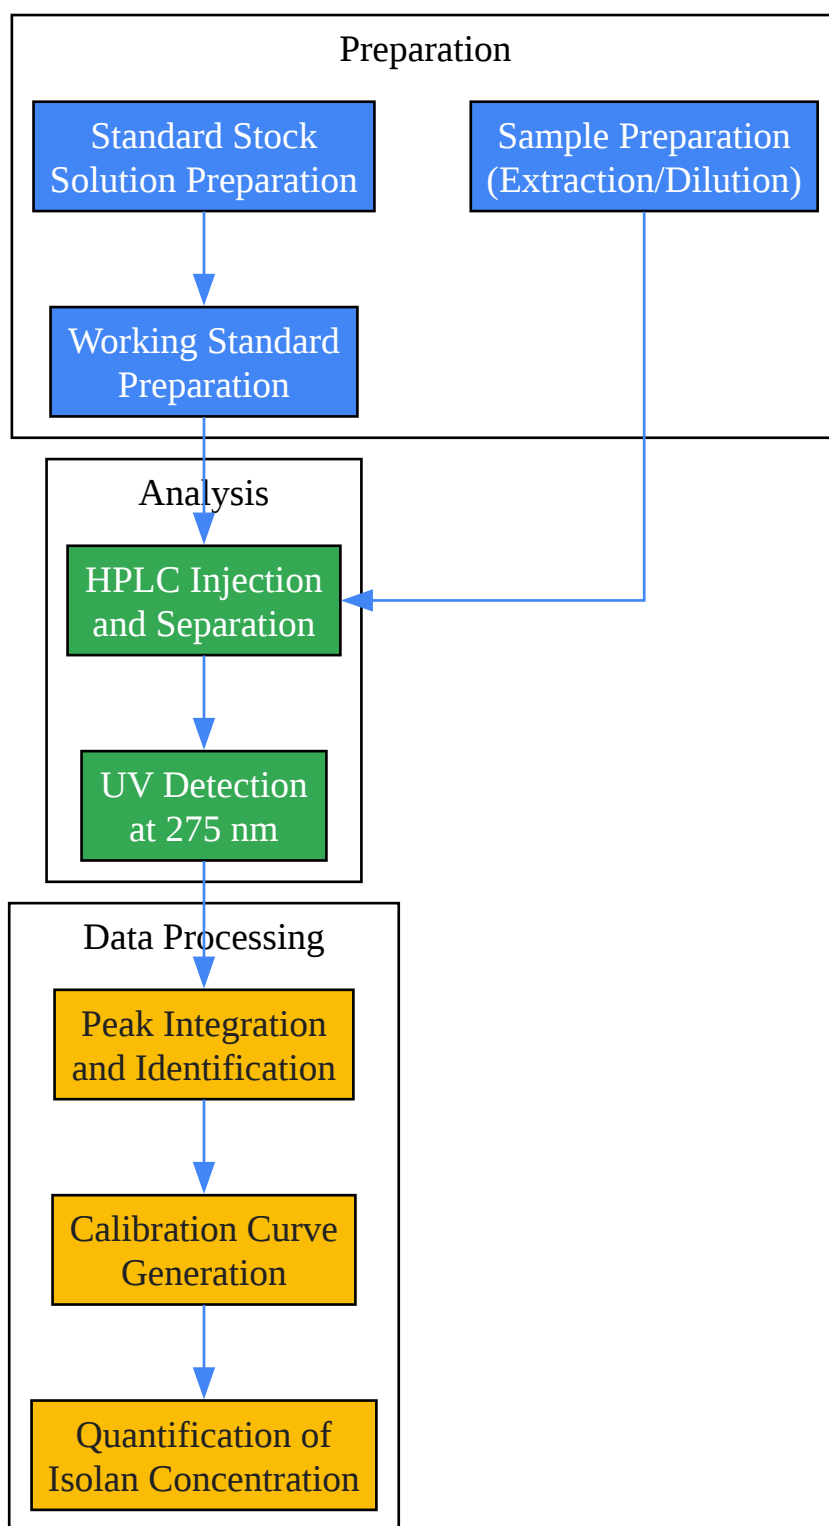 Preparation
Standard Stock
Solution Preparation
Sample Preparation
(Extraction/Dilution)
Working Standard
Preparation
Analysis
HPLC Injection
and Separation
UV Detection
at 275 nm
Data Processing
Peak Integration
and Identification
Calibration Curve
Generation
Quantification of
Isolan Concentration